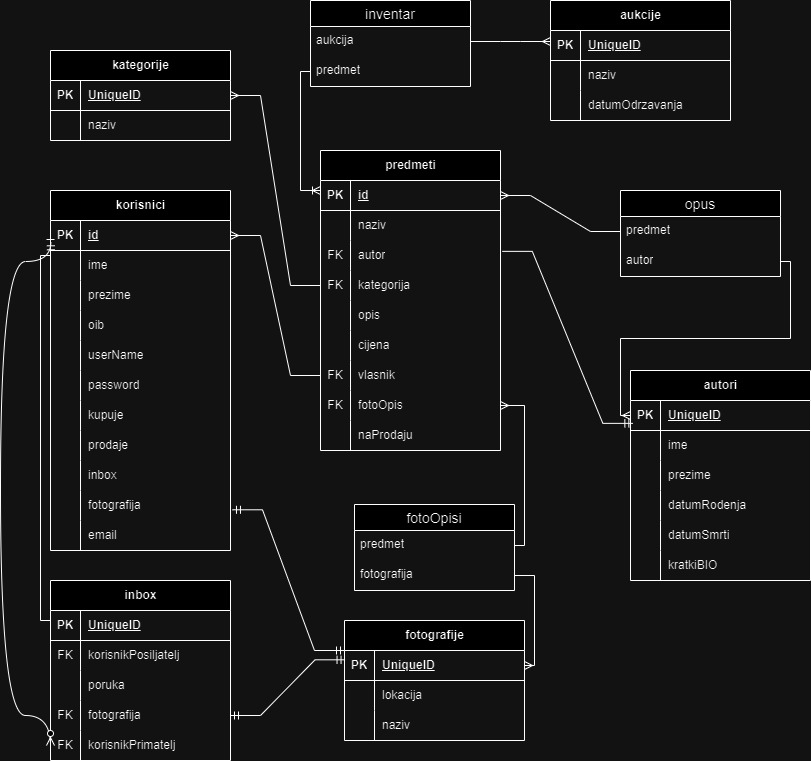 inventar
aukcija
predmet
aukcije
PK UniqueID
naziv
datumOdrzavanja
kategorije
PK UniqueID
naziv
predmeti
PK id
naziv
FK autor
FK kategorija
opis
cijena
FK vlasnik
FK fotoOpis
naProdaju
korisnici
PK id
ime
prezime
oib
userName
password
kupuje
prodaje
inbox
fotografija
email
opus
predmet
autor
autori
PK UniqueID
ime
prezime
datumRodenja
datumSmrti
kratkiBIO
fotoOpisi
predmet
fotografija
inbox
PK UniqueID
FK korisnikPosiljatelj
poruka
FK fotografija
FK korisnikPrimatelj
fotografije
PK UniqueID
lokacija
naziv